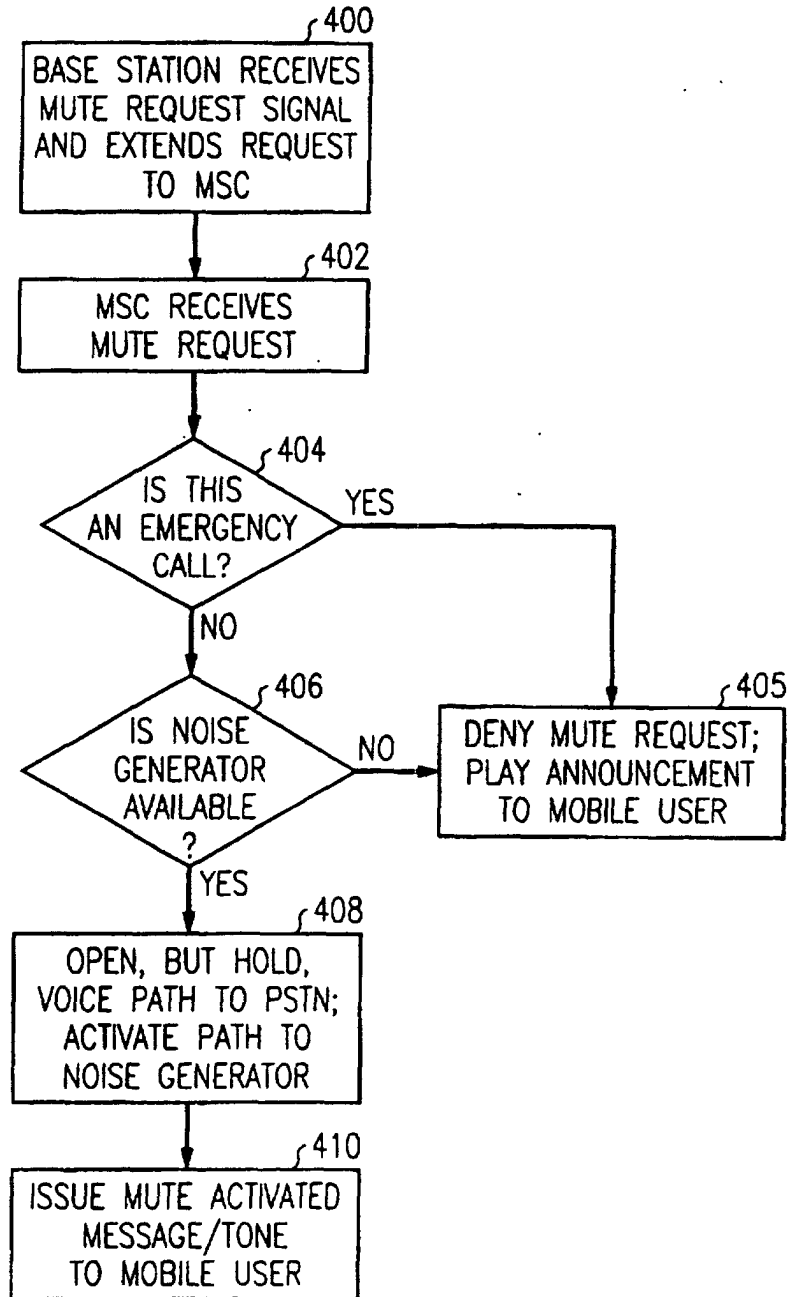 400
BASE STATION RECEIVES
MUTE REQUEST SIGNAL
AND EXTENDS REQUEST
TO MSC
402
MSC RECEIVES
MUTE REQUEST
404
IS THIS
AN EMERGENCY
CALL?
YES
NO
406
IS NOISE
GENERATOR
AVAILABLE
?
NO
405
DENY MUTE REQUEST;
PLAY ANNOUNCEMENT
TO MOBILE USER
YES
408
OPEN, BUT HOLD,
VOICE PATH TO PSTN;
ACTIVATE PATH TO
NOISE GENERATOR
410
ISSUE MUTE ACTIVATED
MESSAGE/TONE
TO MOBILE USER